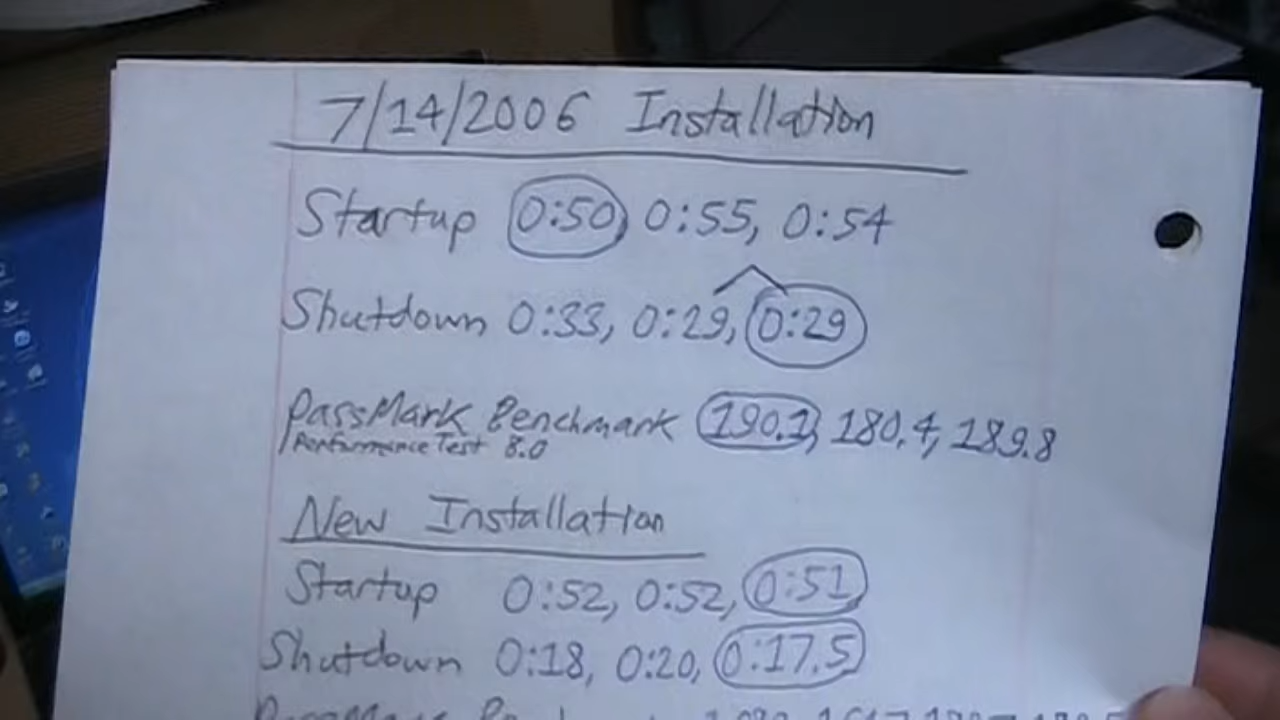 7/14/2006 Installation
Startup 0:50, 0:55, 0:54
Shutdown 0:33, 0:29, 0:29
PassMark Benchmark 190.1, 180.4, 189.8
PerformanceTest 8.0
New Installation
Startup 0:52, 0:52, 0:51
Shutdown 0:18, 0:20, 0:17.5